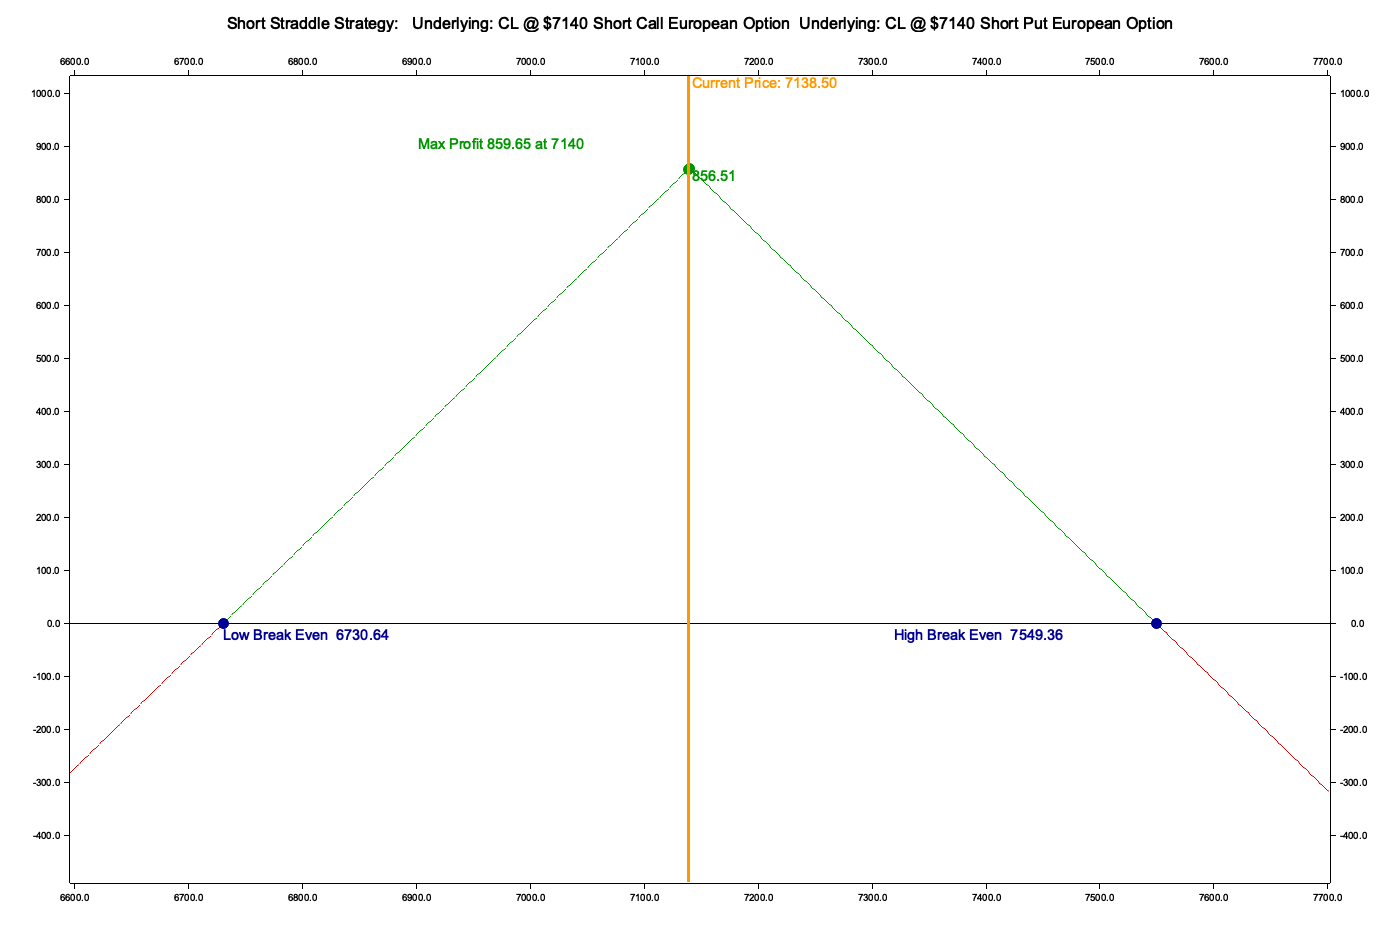 Short Straddle Strategy:   Underlying: CL @ $7140 Short Call European Option  Underlying: CL @ $7140 Short Put European Option
6600.0 6700.0 6800.0 6900.0 7000.0 7100.0 7200.0 7300.0 7400.0 7500.0 7600.0 7700.0
Current Price: 7138.50
1000.0 1000.0
Max Profit 859.65 at 7140
900.0 900.0
856.51
800.0 800.0
700.0 700.0
600.0 600.0
500.0 500.0
400.0 400.0
300.0 300.0
200.0 200.0
100.0 100.0
0.0 0.0
Low Break Even  6730.64 High Break Even  7549.36
-100.0 -100.0
-200.0 -200.0
-300.0 -300.0
-400.0 -400.0
6600.0 6700.0 6800.0 6900.0 7000.0 7100.0 7200.0 7300.0 7400.0 7500.0 7600.0 7700.0